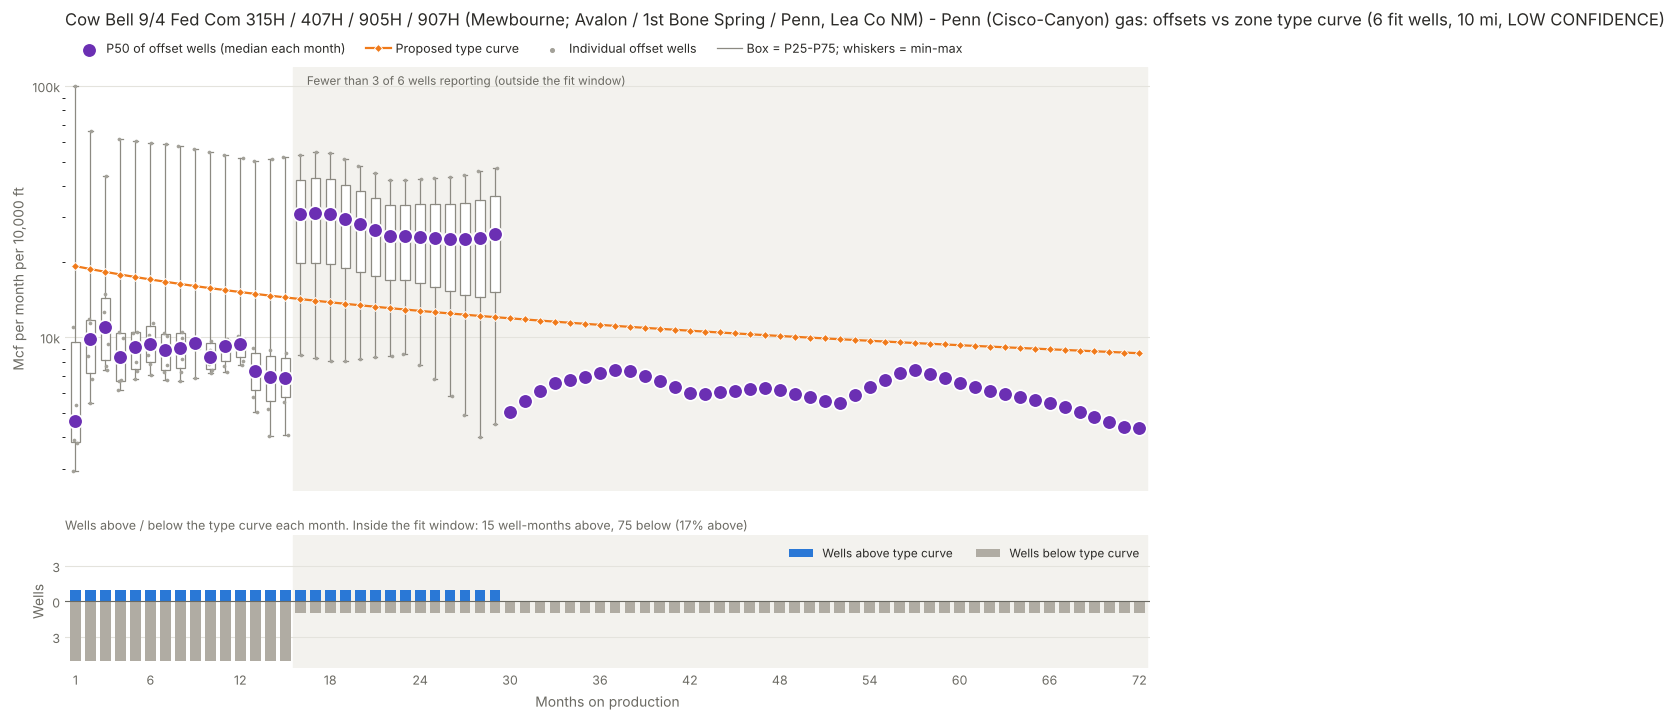 Cow Bell 9/4 Fed Com 315H / 407H / 905H / 907H (Mewbourne; Avalon / 1st Bone Spring / Penn, Lea Co NM) - Penn (Cisco-Canyon) gas: offsets vs zone type curve (6 fit wells, 10 mi, LOW CONFIDENCE)
P50 of offset wells (median each month) Proposed type curve Individual offset wells Box = P25-P75; whiskers = min-max
Fewer than 3 of 6 wells reporting (outside the fit window)
100k
10k
Mcf per month per 10,000 ft
Wells above / below the type curve each month. Inside the fit window: 15 well-months above, 75 below (17% above)
Wells above type curve Wells below type curve
3
0
3
Wells
1 6 12 18 24 30 36 42 48 54 60 66 72
Months on production